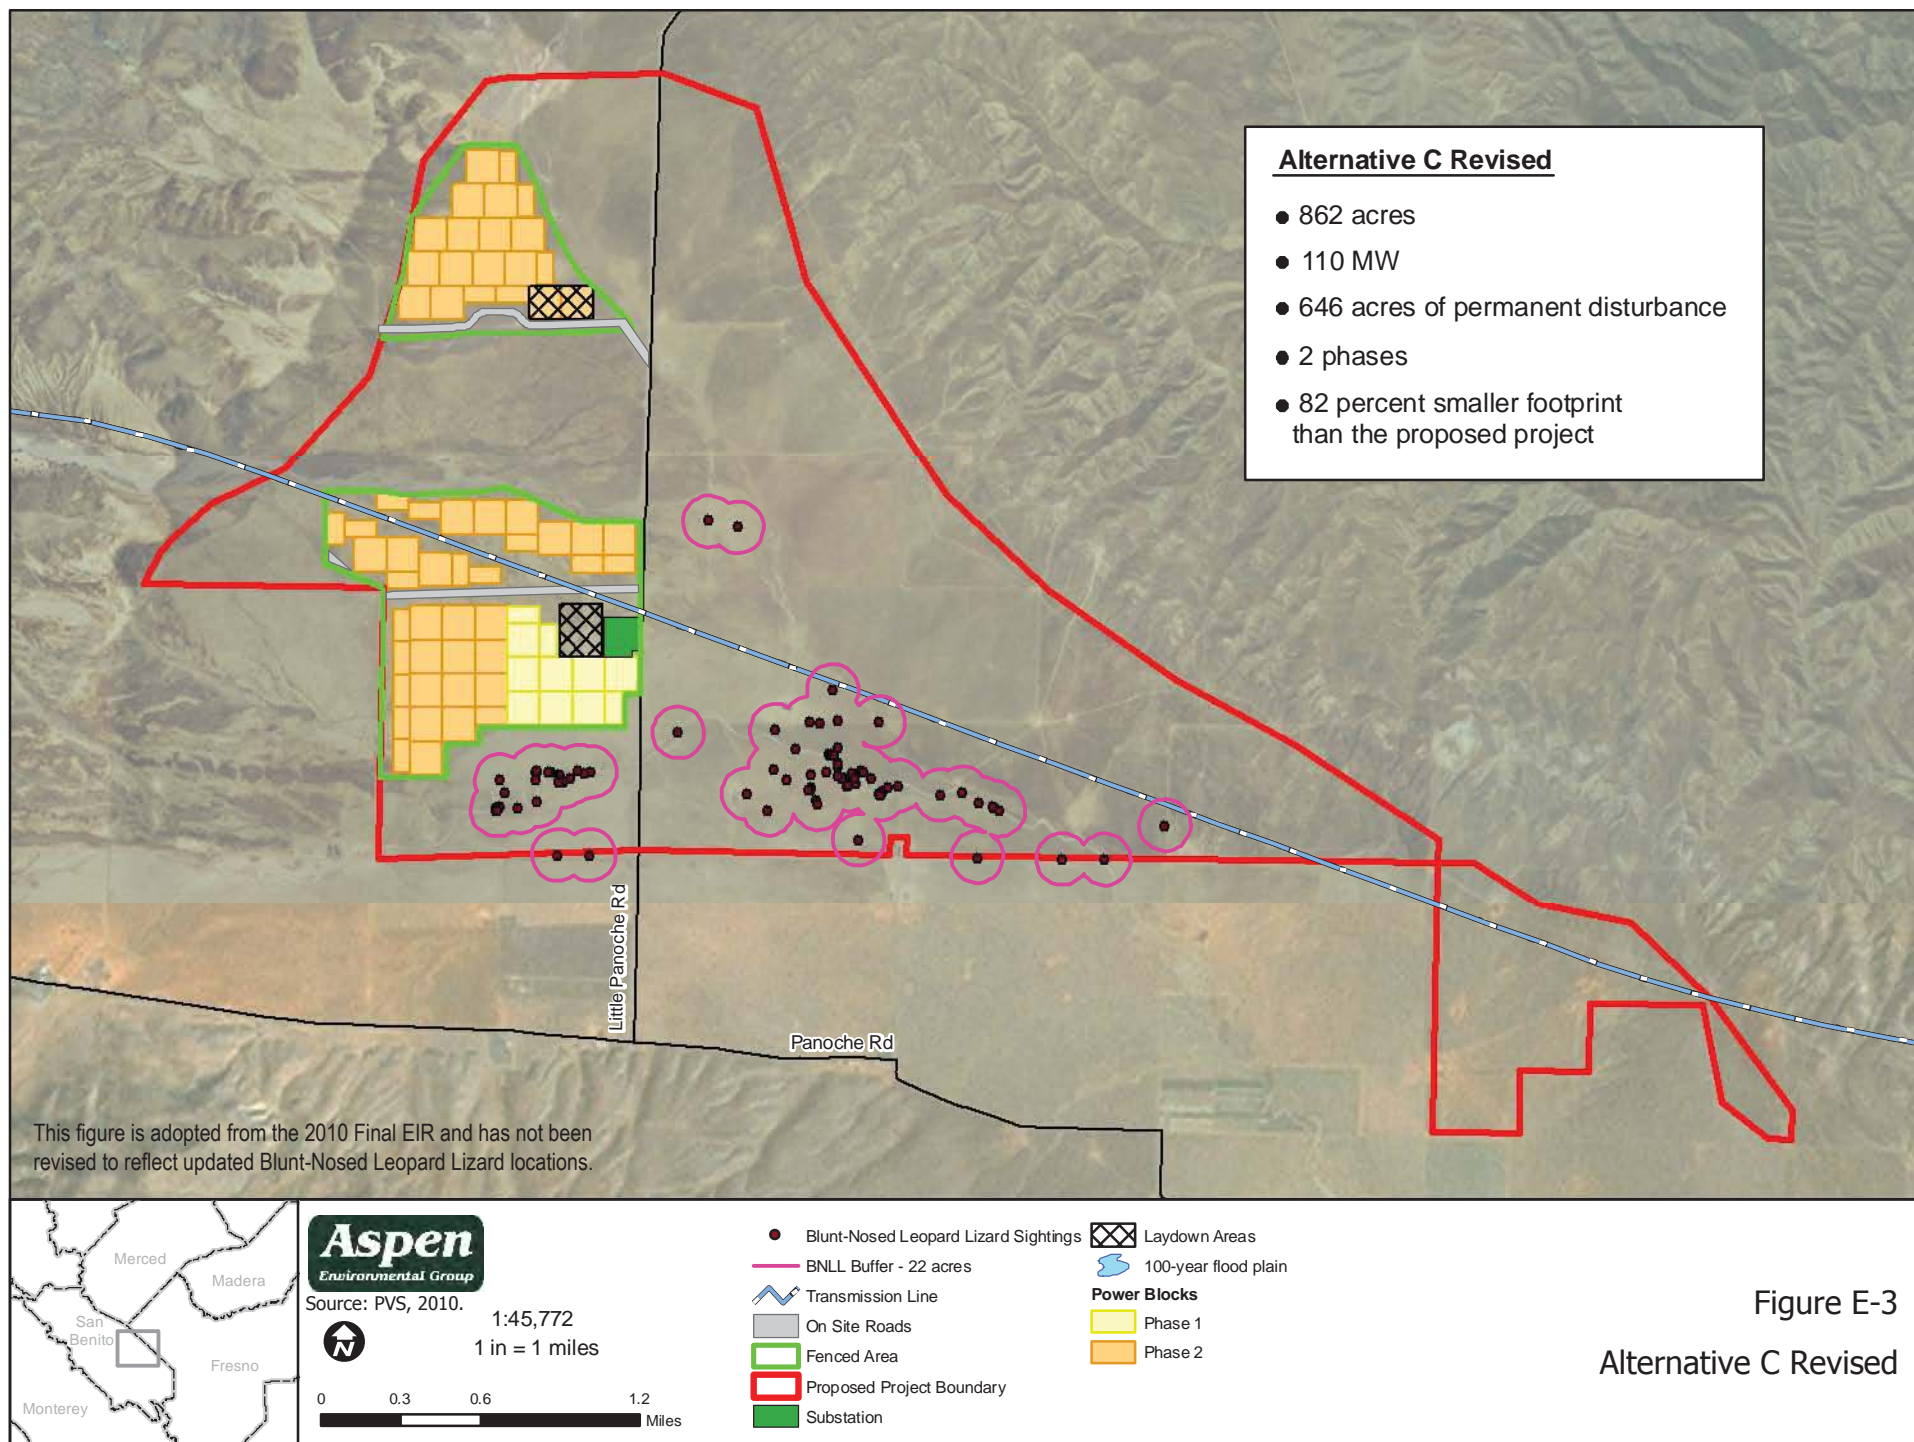 Alternative C Revised
● 862 acres
● 110 MW
● 646 acres of permanent disturbance
● 2 phases
● 82 percent smaller footprint
than the proposed project
Little Panoche Rd
Panoche Rd
This figure is adopted from the 2010 Final EIR and has not been
revised to reflect updated Blunt-Nosed Leopard Lizard locations.
Merced
Madera
San
Benito
Fresno
Monterey
Aspen
Environmental Group
Source: PVS, 2010.
N
1:45,772
1 in = 1 miles
0 0.3 0.6 1.2
Miles
Blunt-Nosed Leopard Lizard Sightings
BNLL Buffer - 22 acres
Transmission Line
On Site Roads
Fenced Area
Proposed Project Boundary
Substation
Laydown Areas
100-year flood plain
Power Blocks
Phase 1
Phase 2
Figure E-3
Alternative C Revised